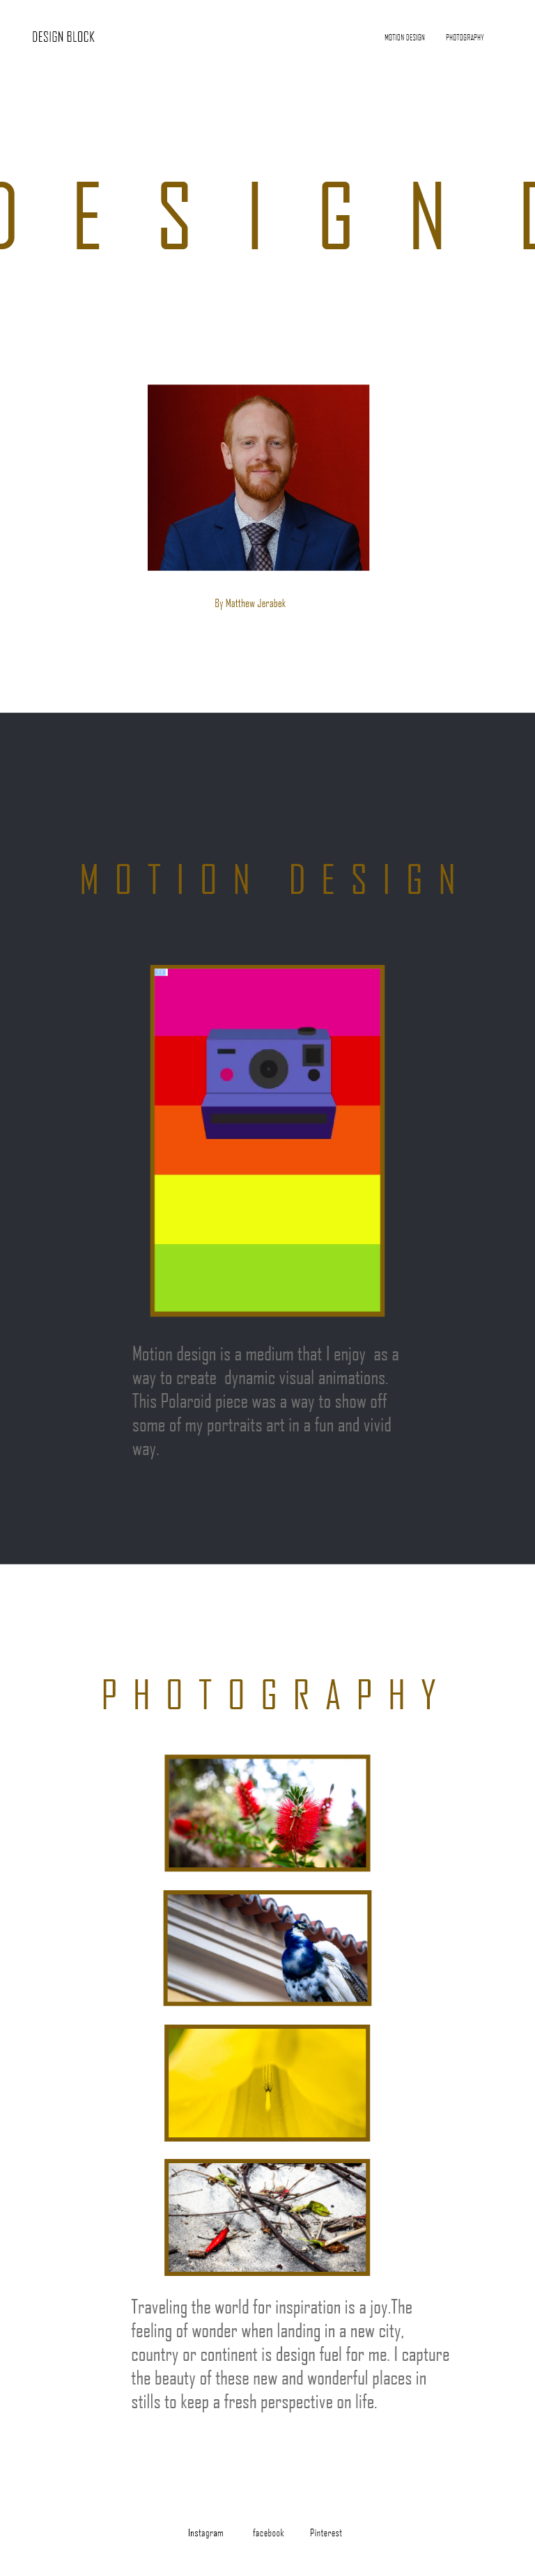 DESIGN BLOCK
MOTION DESIGN PHOTOGRAPHY
D E S I G N D
By Matthew Jerabek
MOTION DESIGN
Motion design is a medium that I enjoy as a
way to create dynamic visual animations.
This Polaroid piece was a way to show off
some of my portraits art in a fun and vivid
way.
PHOTOGRAPHY
Traveling the world for inspiration is a joy.The
feeling of wonder when landing in a new city,
country or continent is design fuel for me. I capture
the beauty of these new and wonderful places in
stills to keep a fresh perspective on life.
Instagram facebook Pinterest